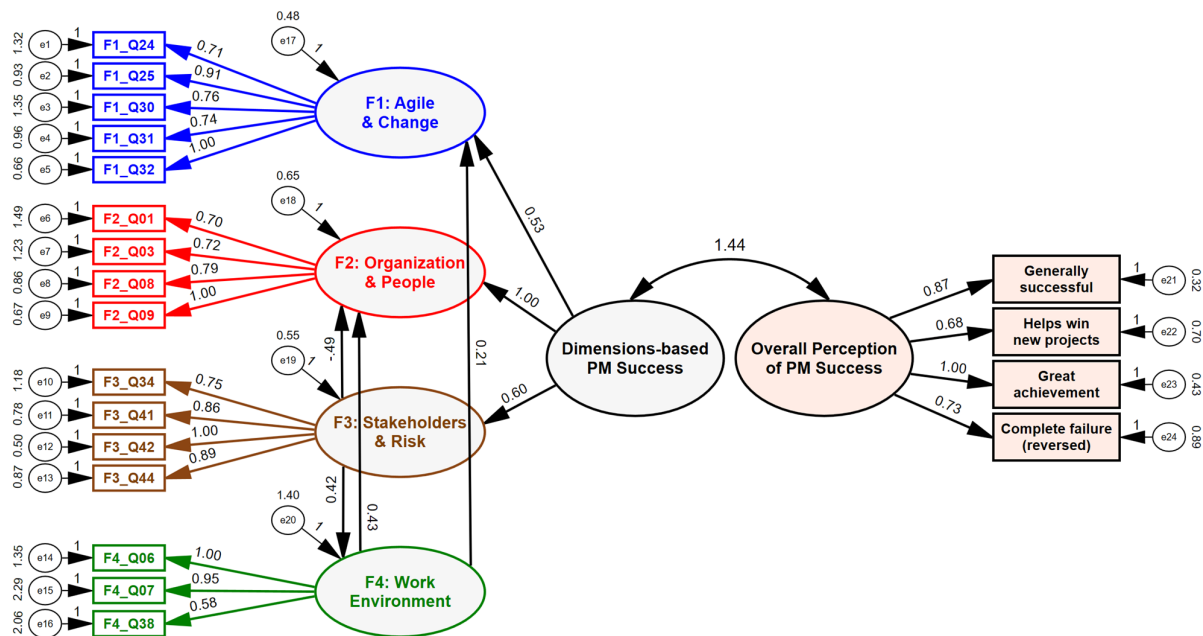 0.48
1.32
e1
1
F1_Q24
0.71
e17
1
0.93
e2
1
F1_Q25
0.91
1.35
e3
1
F1_Q30
0.76
0.96
e4
1
F1_Q31
0.74
0.66
e5
1
F1_Q32
1.00
F1: Agile
& Change
0.65
1.49
e6
1
F2_Q01
0.70
e18
1
1.23
e7
1
F2_Q03
0.72
0.86
e8
1
F2_Q08
0.79
0.67
e9
1
F2_Q09
1.00
F2: Organization
& People
0.53
1.00
0.60
0.21
-.49
0.42
0.43
0.55
1.18
e10
1
F3_Q34
0.75
e19
1
0.78
e11
1
F3_Q41
0.86
0.50
e12
1
F3_Q42
1.00
0.87
e13
1
F3_Q44
0.89
F3: Stakeholders
& Risk
1.40
e20
1
1.35
e14
1
F4_Q06
1.00
2.29
e15
1
F4_Q07
0.95
2.06
e16
1
F4_Q38
0.58
F4: Work
Environment
1.44
Dimensions-based
PM Success
Overall Perception
of PM Success
0.87
Generally
successful
1
e21
0.32
0.68
Helps win
new projects
1
e22
0.70
1.00
Great
achievement
1
e23
0.43
0.73
Complete failure
(reversed)
1
e24
0.89